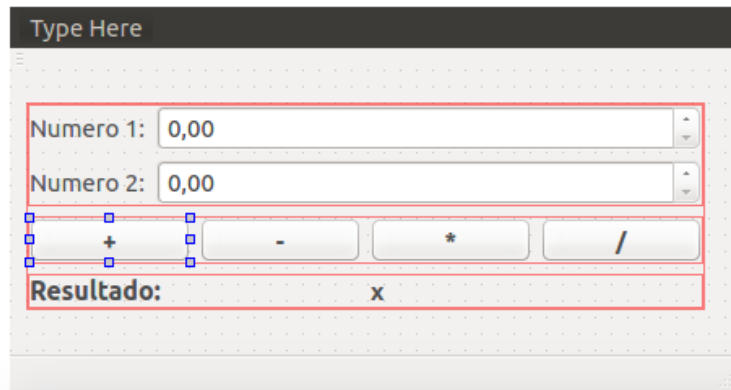 Type Here
Numero 1: 0,00
Numero 2: 0,00
+ - * /
Resultado: x